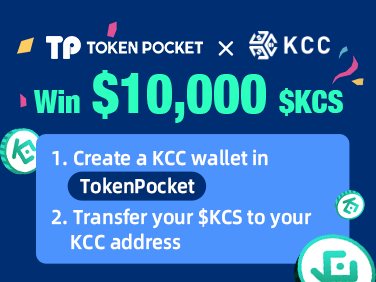 TP TOKEN POCKET × KCC
Win $10,000 $KCS
1. Create a KCC wallet in
TokenPocket
2. Transfer your $KCS to your
KCC address